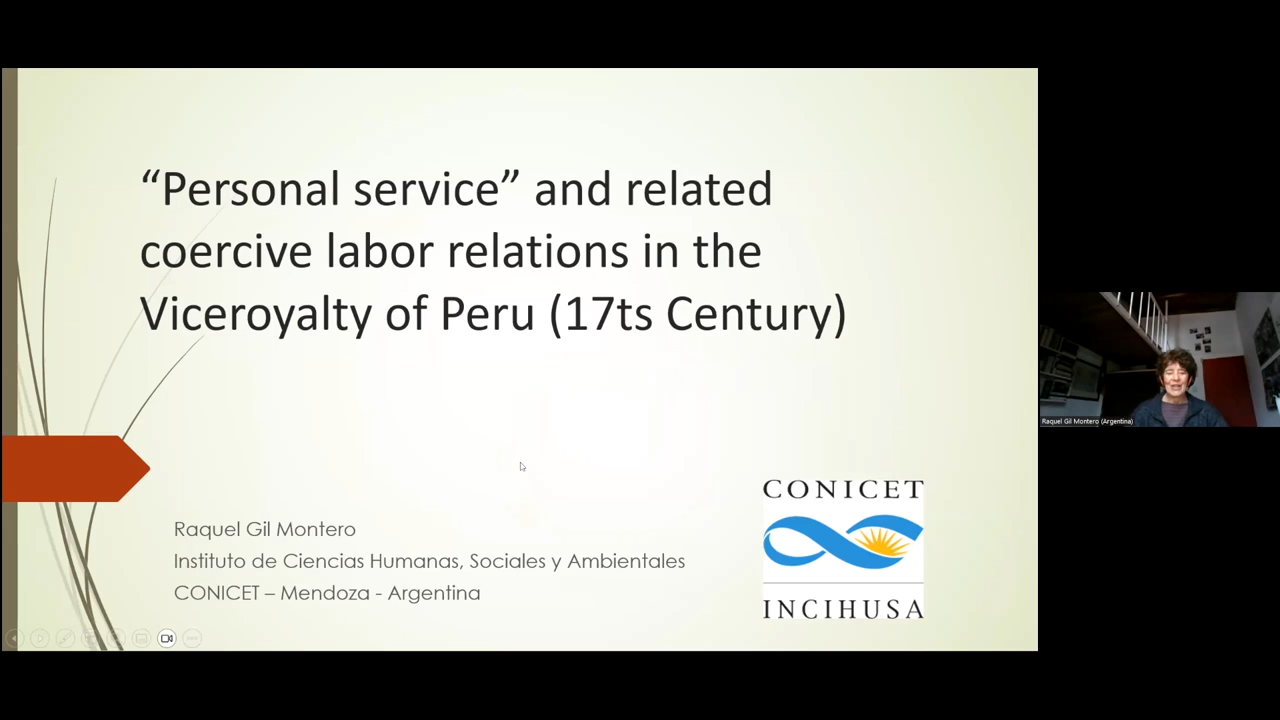 “Personal service” and related
coercive labor relations in the
Viceroyalty of Peru (17ts Century)
Raquel Gil Montero
Instituto de Ciencias Humanas, Sociales y Ambientales
CONICET – Mendoza - Argentina
CONICET
INCIHUSA
Raquel Gil Montero (Argentina)